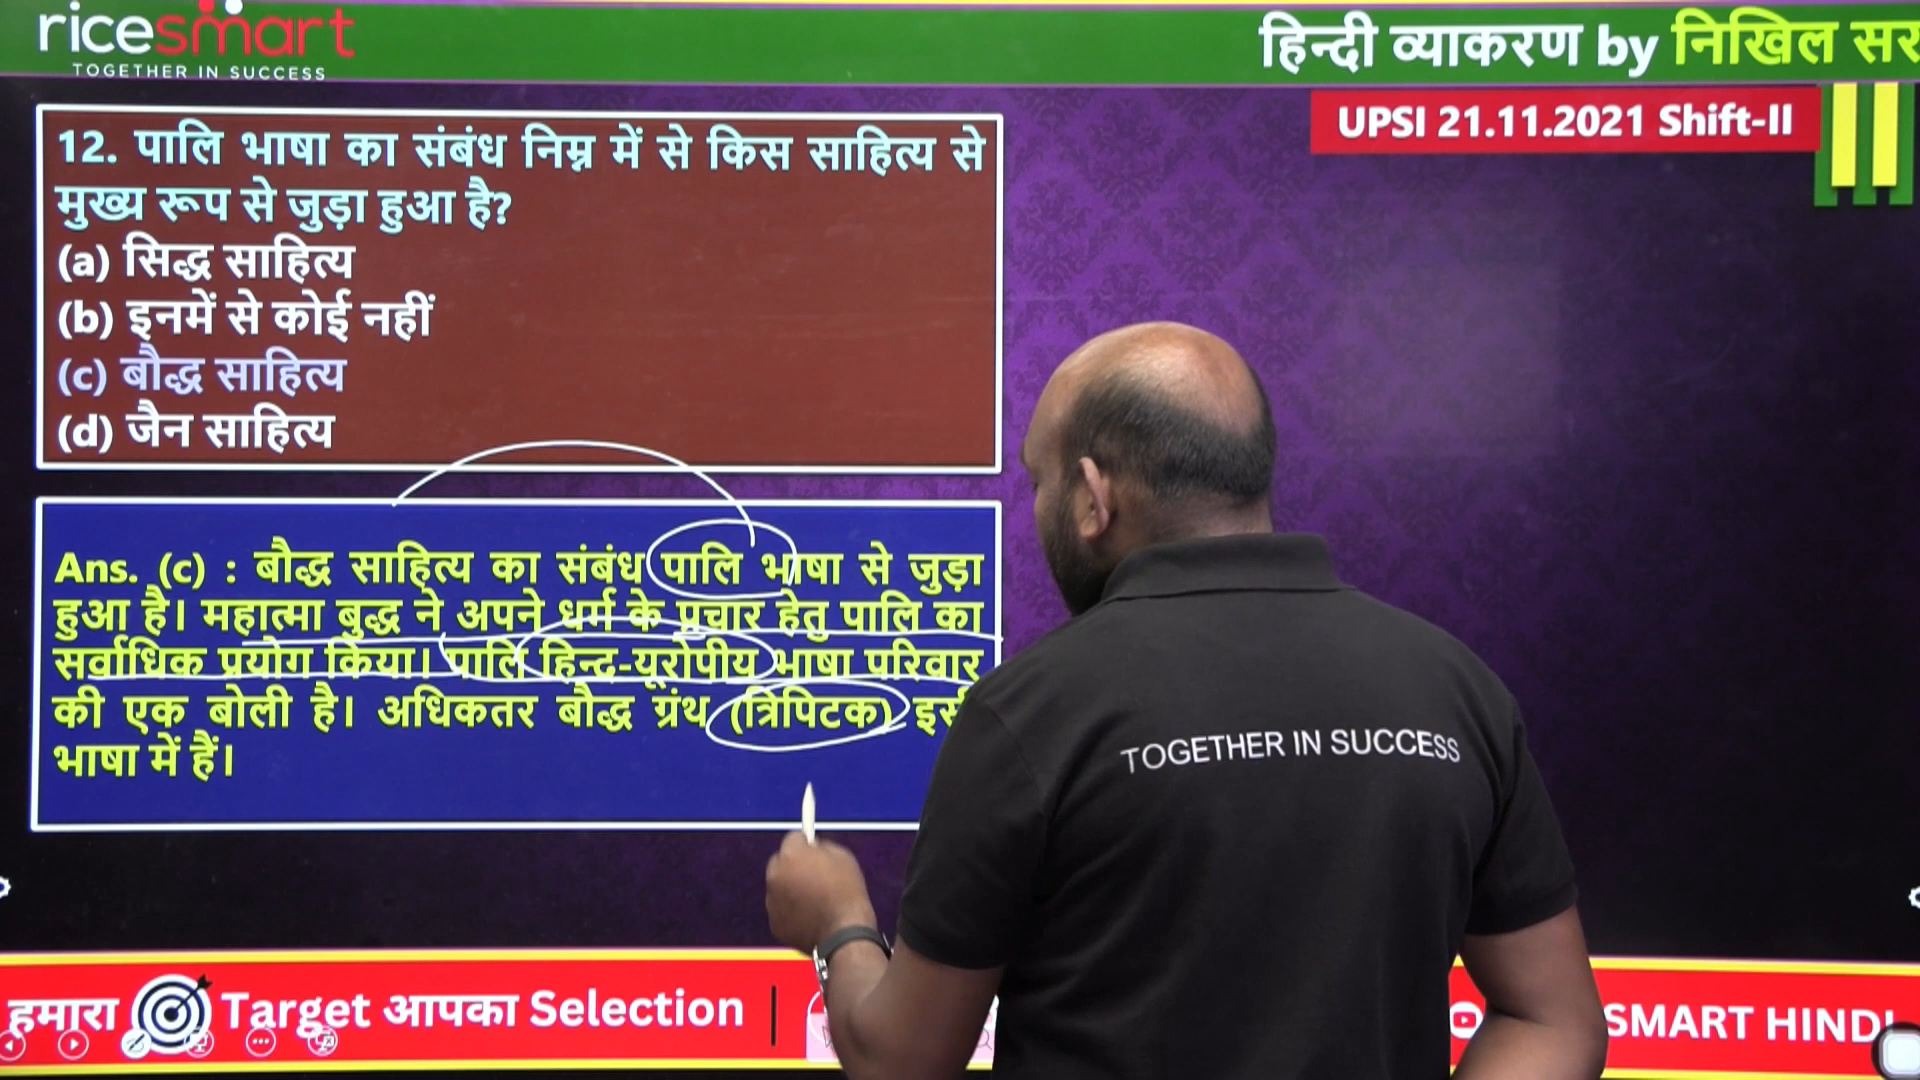 ricesmart
TOGETHER IN SUCCESS
हिन्दी व्याकरण by निखिल सर
UPSI 21.11.2021 Shift-II
12. पालि भाषा का संबंध निम्न में से किस साहित्य से
मुख्य रूप से जुड़ा हुआ है?
(a) सिद्ध साहित्य
(b) इनमें से कोई नहीं
(c) बौद्ध साहित्य
(d) जैन साहित्य
Ans. (c) : बौद्ध साहित्य का संबंध पालि भाषा से जुड़ा
हुआ है। महात्मा बुद्ध ने अपने धर्म के प्रचार हेतु पालि का
सर्वाधिक प्रयोग किया। पालि हिन्द-यूरोपीय भाषा परिवार
की एक बोली है। अधिकतर बौद्ध ग्रंथ (त्रिपिटक) इसी
भाषा में हैं।
TOGETHER IN SUCCESS
हमारा Target आपका Selection |
SMART HINDI